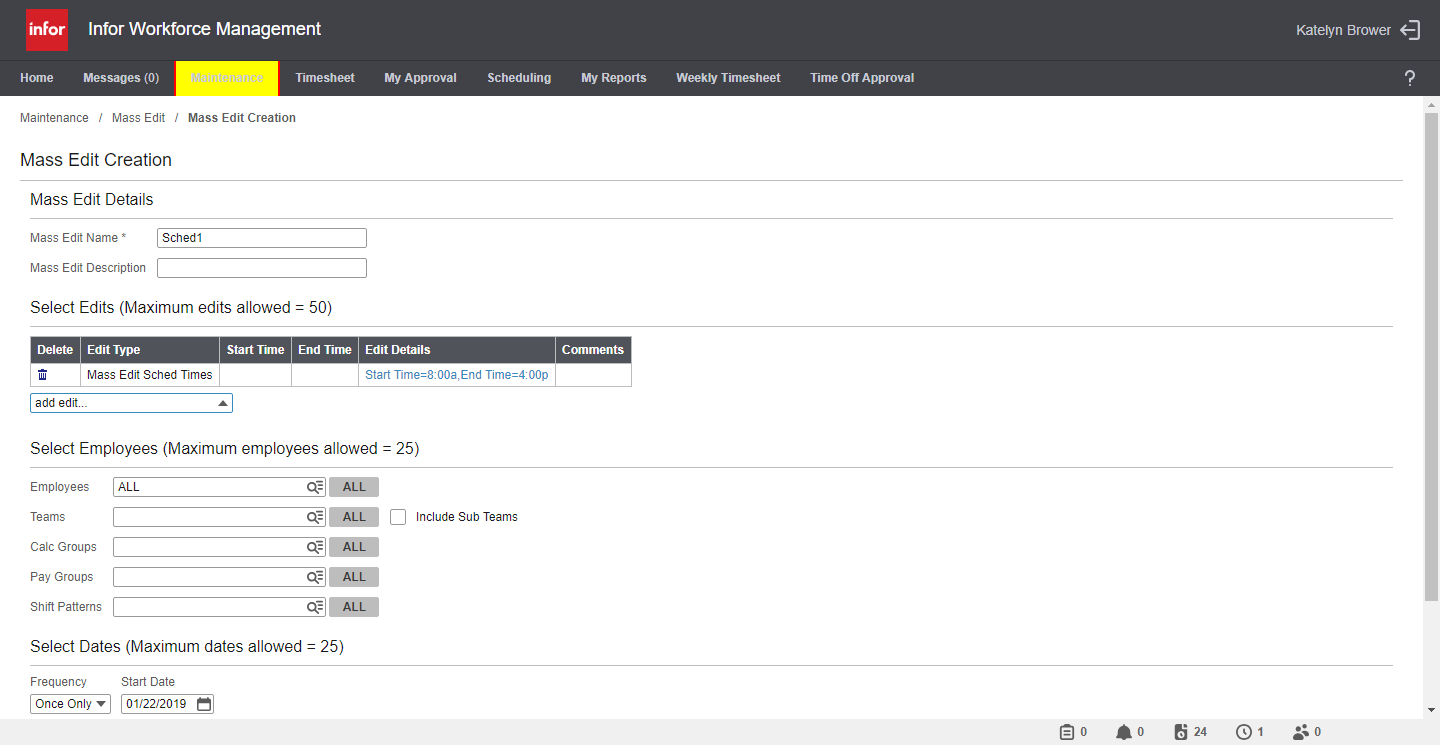 infor Infor Workforce Management Katelyn Brower
Home Messages (0) Maintenance Timesheet My Approval Scheduling My Reports Weekly Timesheet Time Off Approval ?
Maintenance / Mass Edit / Mass Edit Creation
Mass Edit Creation
Mass Edit Details
Mass Edit Name * Sched1
Mass Edit Description
Select Edits (Maximum edits allowed = 50)
Delete Edit Type Start Time End Time Edit Details Comments
Mass Edit Sched Times Start Time=8:00a,End Time=4:00p
add edit...
Select Employees (Maximum employees allowed = 25)
Employees ALL ALL
Teams ALL Include Sub Teams
Calc Groups ALL
Pay Groups ALL
Shift Patterns ALL
Select Dates (Maximum dates allowed = 25)
Frequency Start Date
Once Only 01/22/2019
0 0 24 1 0